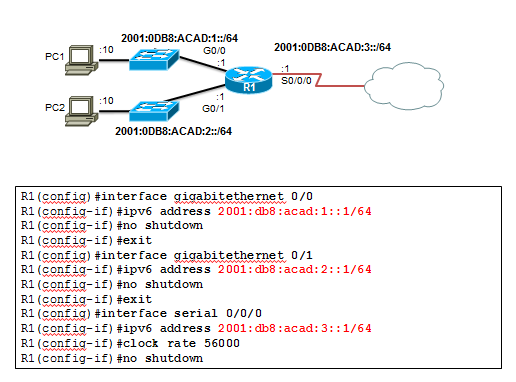 2001:0DB8:ACAD:1::/64
PC1
:10
G0/0
:1
2001:0DB8:ACAD:3::/64
:1
S0/0/0
R1
PC2
:10
:1
G0/1
2001:0DB8:ACAD:2::/64
R1(config)#interface gigabitethernet 0/0
R1(config-if)#ipv6 address 2001:db8:acad:1::1/64
R1(config-if)#no shutdown
R1(config-if)#exit
R1(config)#interface gigabitethernet 0/1
R1(config-if)#ipv6 address 2001:db8:acad:2::1/64
R1(config-if)#no shutdown
R1(config-if)#exit
R1(config)#interface serial 0/0/0
R1(config-if)#ipv6 address 2001:db8:acad:3::1/64
R1(config-if)#clock rate 56000
R1(config-if)#no shutdown